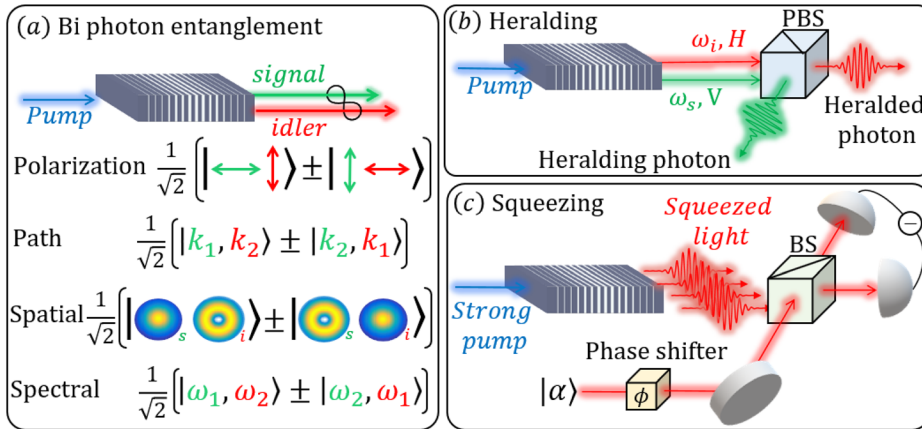 (a) Bi photon entanglement
signal
Pump
idler
Polarization 1/√2 (|↔ ↕⟩ ± |↕ ↔⟩)
Path 1/√2 (|k₁, k₂⟩ ± |k₂, k₁⟩)
Spatial 1/√2 (| s i⟩ ± | s i⟩)
Spectral 1/√2 (|ω₁, ω₂⟩ ± |ω₂, ω₁⟩)
(b) Heralding
PBS
ωᵢ, H
Pump
ωₛ, V
Heralded
photon
Heralding photon
(c) Squeezing
Squeezed
light
BS
−
Strong
pump
Phase shifter
|α⟩
ϕ